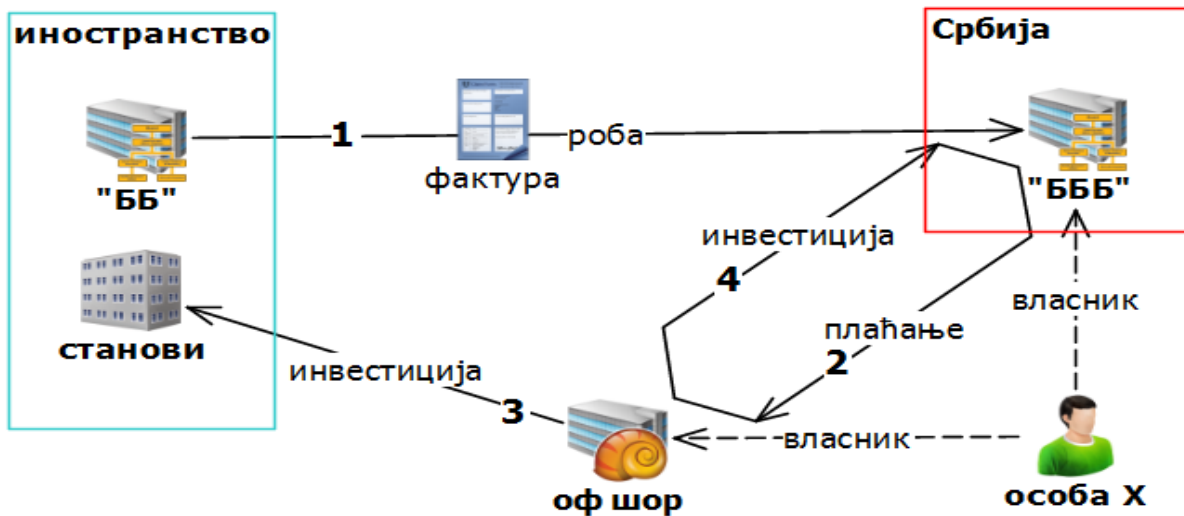 иностранство
Србија
1
роба
фактура
"ББ"
"БББ"
инвестиција
4
власник
плаћање
2
станови
инвестиција
3
власник
оф шор
особа X